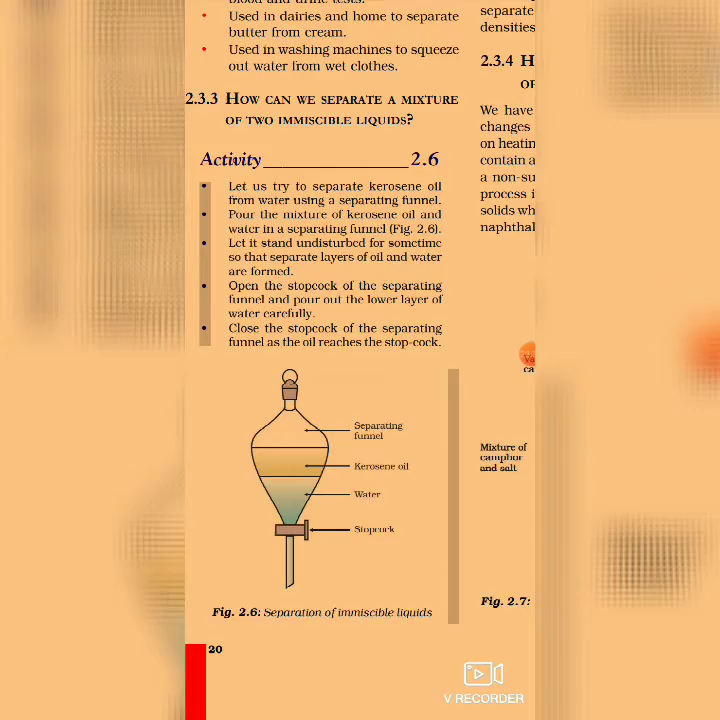 Used in dairies and home to separate
butter from cream.
Used in washing machines to squeeze
out water from wet clothes.
2.3.3 HOW CAN WE SEPARATE A MIXTURE
OF TWO IMMISCIBLE LIQUIDS?
Activity 2.6
Let us try to separate kerosene oil
from water using a separating funnel.
Pour the mixture of kerosene oil and
water in a separating funnel (Fig. 2.6).
Let it stand undisturbed for sometime
so that separate layers of oil and water
are formed.
Open the stopcock of the separating
funnel and pour out the lower layer of
water carefully.
Close the stopcock of the separating
funnel as the oil reaches the stop-cock.
Separating
funnel
Kerosene oil
Water
Stopcock
Fig. 2.6: Separation of immiscible liquids
20
separate
densities
2.3.4 H
OF
We have
changes
on heatin
contain a
a non-su
process i
solids wh
naphthal
ca
Mixture of
camphor
and salt
Fig. 2.7:
V RECORDER